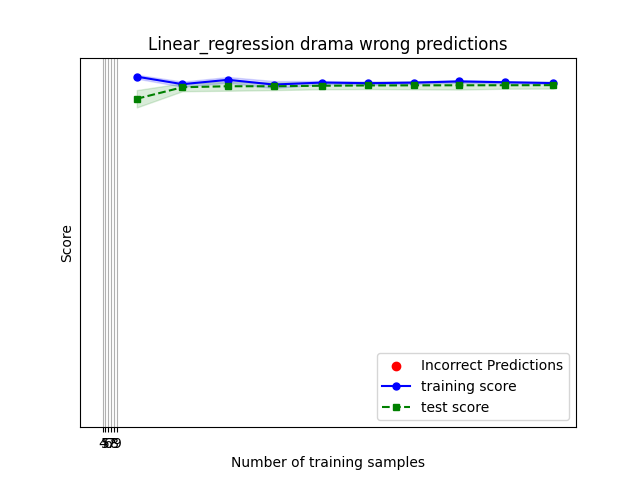 Linear_regression drama wrong predictions
Score
Incorrect Predictions
training score
test score
Number of training samples